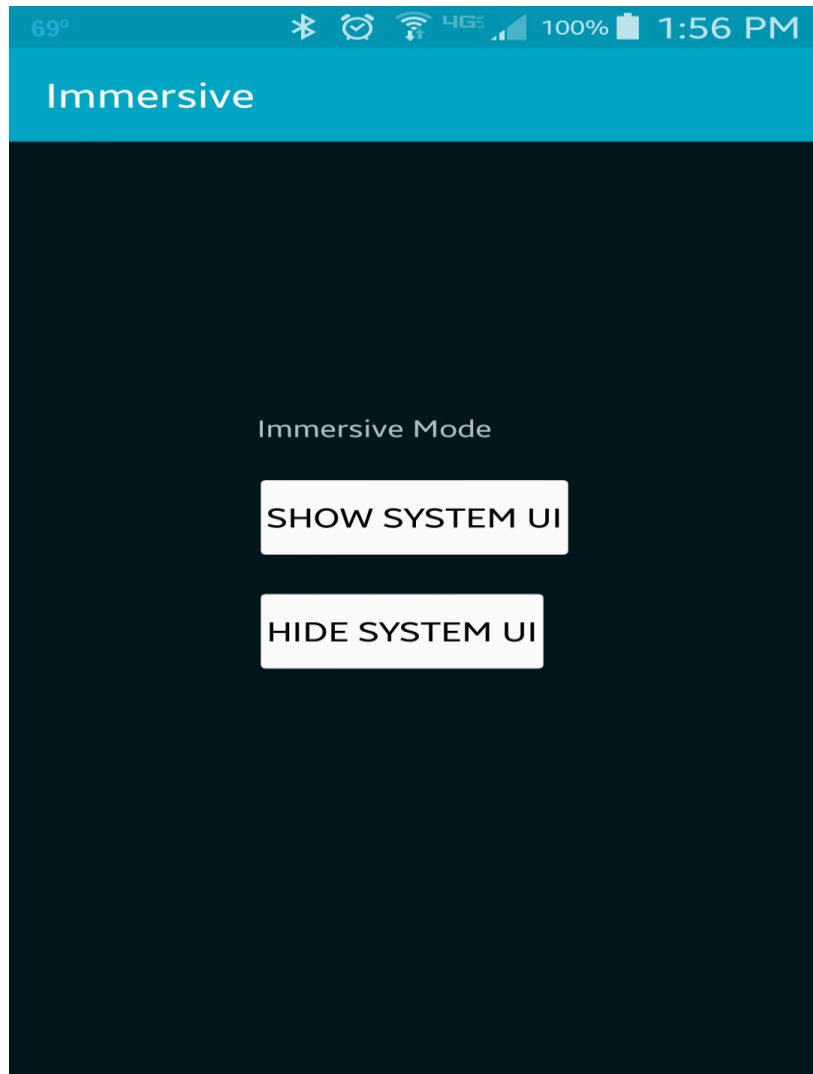 69° 4G 100% 1:56 PM
Immersive
Immersive Mode
SHOW SYSTEM UI
HIDE SYSTEM UI